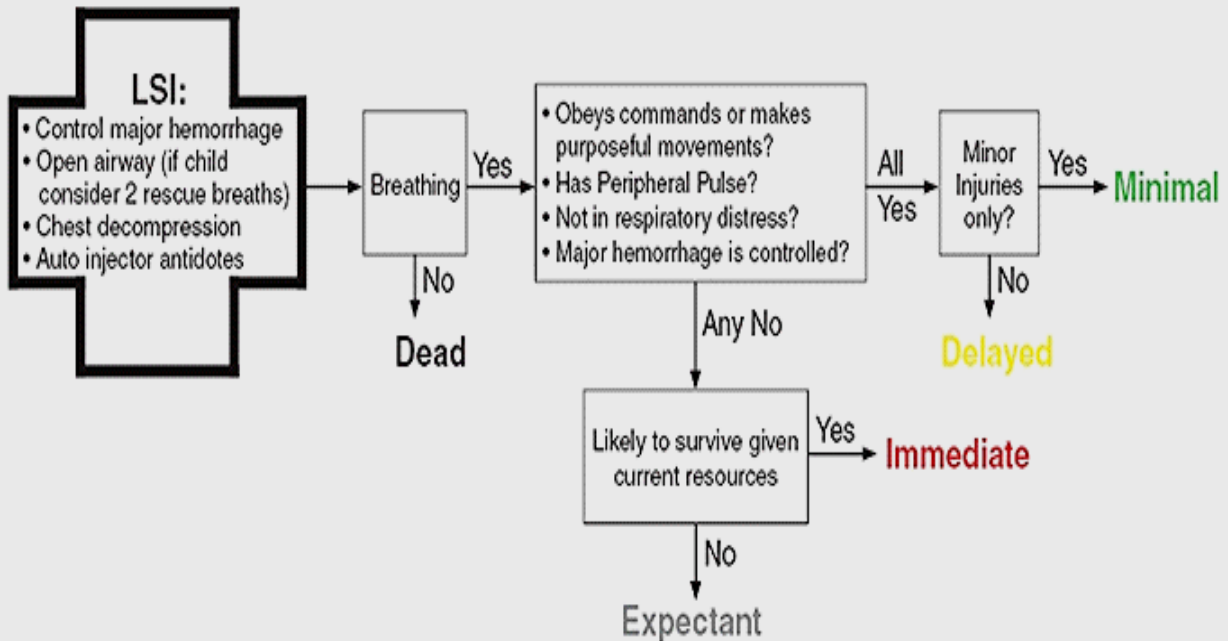 LSI:
• Control major hemorrhage
• Open airway (if child
consider 2 rescue breaths)
• Chest decompression
• Auto injector antidotes
Breathing
Yes
No
Dead
• Obeys commands or makes
purposeful movements?
• Has Peripheral Pulse?
• Not in respiratory distress?
• Major hemorrhage is controlled?
All
Yes
Minor
Injuries
only?
Yes
Minimal
No
Delayed
Any No
Likely to survive given
current resources
Yes
Immediate
No
Expectant